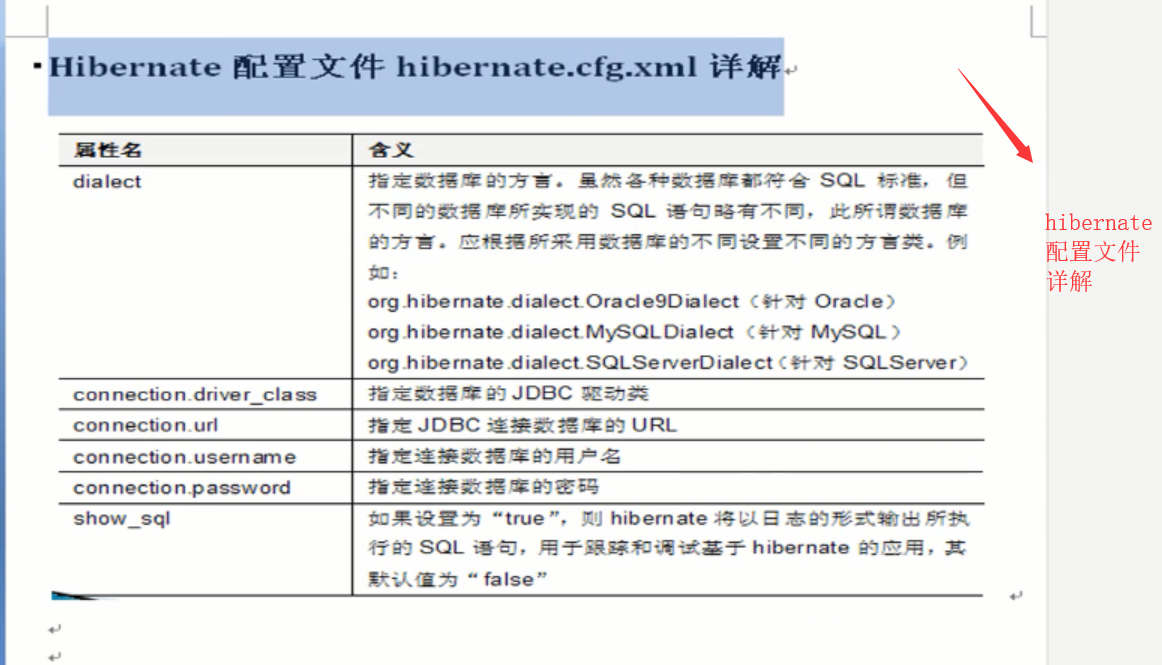 Hibernate 配置文件 hibernate.cfg.xml 详解
属性名 含义
dialect 指定数据库的方言。虽然各种数据库都符合 SQL 标准，但
不同的数据库所实现的 SQL 语句略有不同，此所谓数据库
的方言。应根据所采用数据库的不同设置不同的方言类。例
如：
org.hibernate.dialect.Oracle9Dialect（针对 Oracle）
org.hibernate.dialect.MySQLDialect（针对 MySQL）
org.hibernate.dialect.SQLServerDialect（针对 SQLServer）
connection.driver_class 指定数据库的 JDBC 驱动类
connection.url 指定 JDBC 连接数据库的 URL
connection.username 指定连接数据库的用户名
connection.password 指定连接数据库的密码
show_sql 如果设置为“true”，则 hibernate 将以日志的形式输出所执
行的 SQL 语句，用于跟踪和调试基于 hibernate 的应用，其
默认值为“false”
hibernate
配置文件
详解